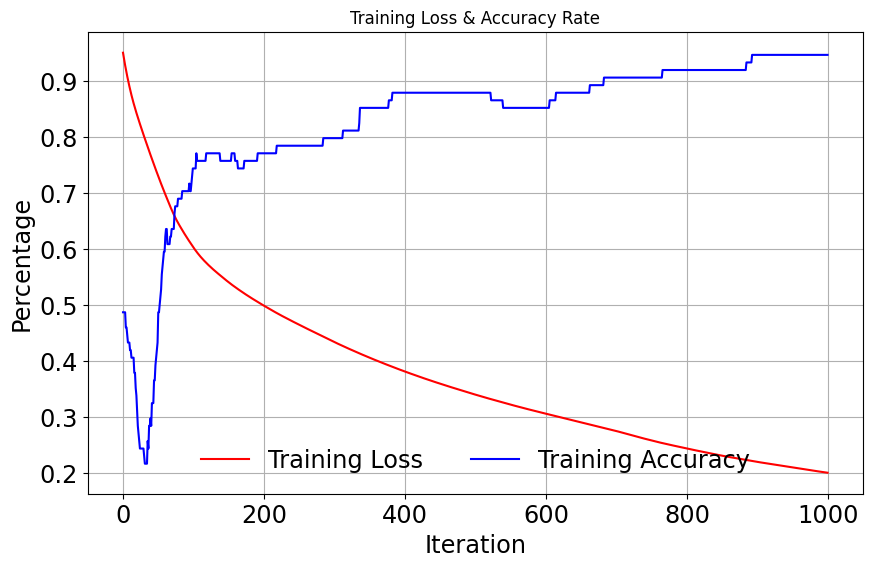 Training Loss & Accuracy Rate
Percentage
0.9
0.8
0.7
0.6
0.5
0.4
0.3
0.2
Training Loss Training Accuracy
0 200 400 600 800 1000
Iteration